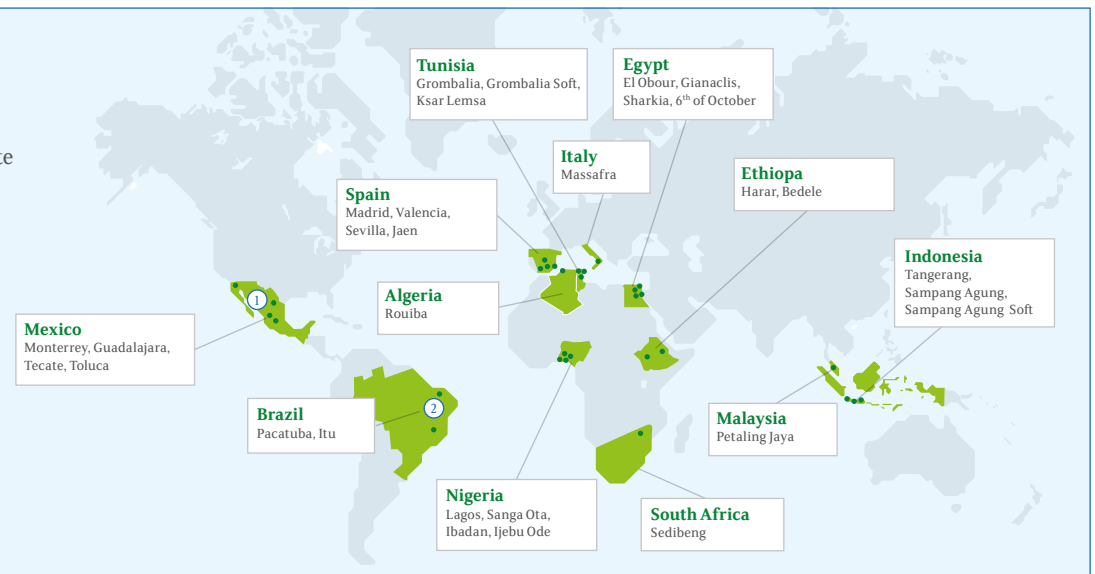 te
Tunisia
Grombalia, Grombalia Soft,
Ksar Lemsa
Egypt
El Obour, Gianaclis,
Sharkia, 6th of October
Italy
Massafra
Ethiopa
Harar, Bedele
Spain
Madrid, Valencia,
Sevilla, Jaen
Indonesia
Tangerang,
Sampang Agung,
Sampang Agung Soft
Algeria
Rouiba
1
Mexico
Monterrey, Guadalajara,
Tecate, Toluca
2
Brazil
Pacatuba, Itu
Malaysia
Petaling Jaya
Nigeria
Lagos, Sanga Ota,
Ibadan, Ijebu Ode
South Africa
Sedibeng